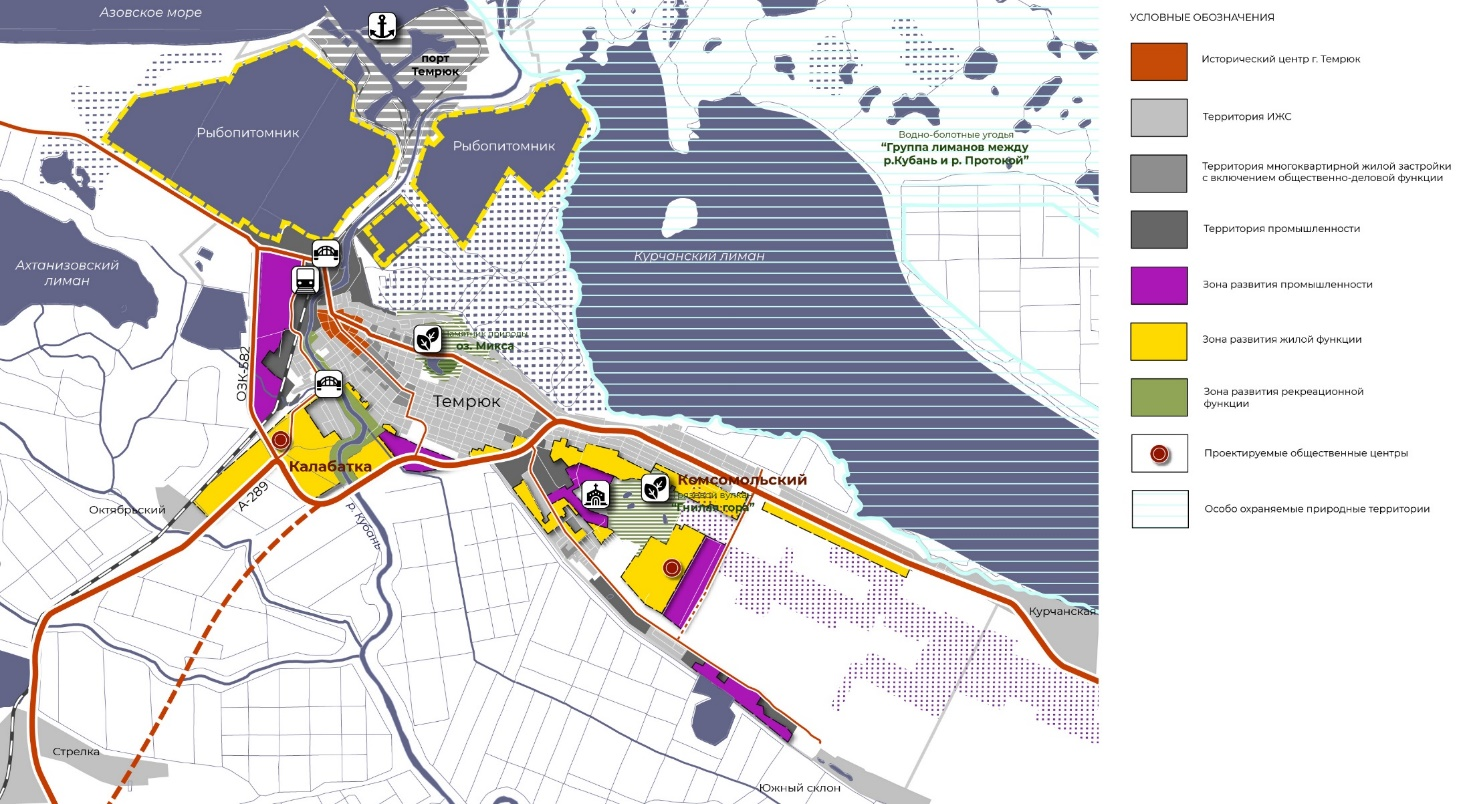 Азовское море
порт
Темрюк
Рыбопитомник
Рыбопитомник
Водно-болотные угодья
“Группа лиманов между
р.Кубань и р. Протокой”
Курчанский лиман
Ахтанизовский
лиман
ОЗК-582
оз. Микса
Темрюк
Калабатка
Комсомольский
"Гнилая гора"
Октябрьский
А-289
р. Кубань
Курчанская
Стрелка
Южный склон
УСЛОВНЫЕ ОБОЗНАЧЕНИЯ
Исторический центр г. Темрюк
Территория ИЖС
Территория многоквартирной жилой застройки
с включением общественно-деловой функции
Территория промышленности
Зона развития промышленности
Зона развития жилой функции
Зона развития рекреационной
функции
Проектируемые общественные центры
Особо охраняемые природные территории